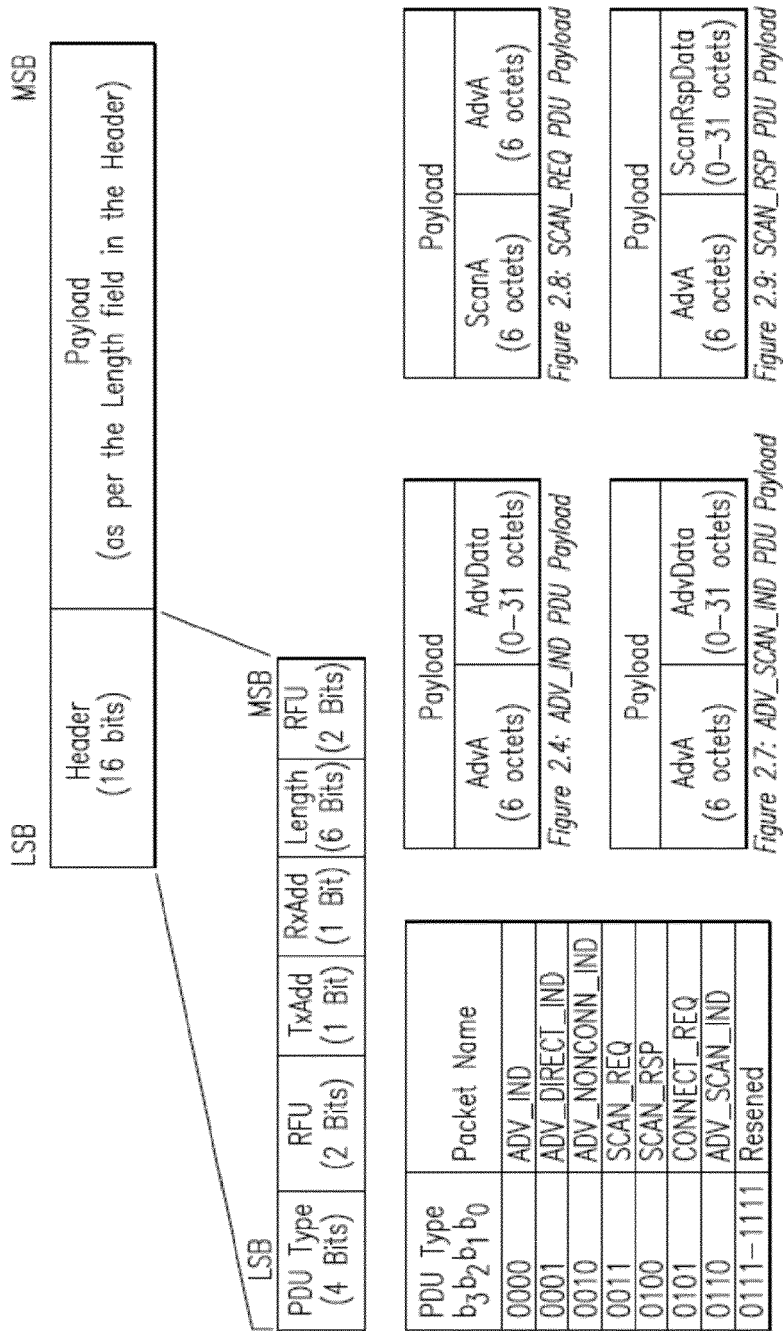 LSB MSB
Header Payload
(16 bits) (as per the Length field in the Header)
LSB MSB
PDU Type RFU TxAdd RxAdd Length RFU
(4 Bits) (2 Bits) (1 Bit) (1 Bit) (6 Bits) (2 Bits)
PDU Type Packet Name
b3b2b1b0
0000 ADV_IND
0001 ADV_DIRECT_IND
0010 ADV_NONCONN_IND
0011 SCAN_REQ
0100 SCAN_RSP
0101 CONNECT_REQ
0110 ADV_SCAN_IND
0111–1111 Resened
Payload
AdvA AdvData
(6 octets) (0–31 octets)
Figure 2.4: ADV_IND PDU Payload
Payload
ScanA AdvA
(6 octets) (6 octets)
Figure 2.8: SCAN_REQ PDU Payload
Payload
AdvA AdvData
(6 octets) (0–31 octets)
Figure 2.7: ADV_SCAN_IND PDU Payload
Payload
AdvA ScanRspData
(6 octets) (0–31 octets)
Figure 2.9: SCAN_RSP PDU Payload